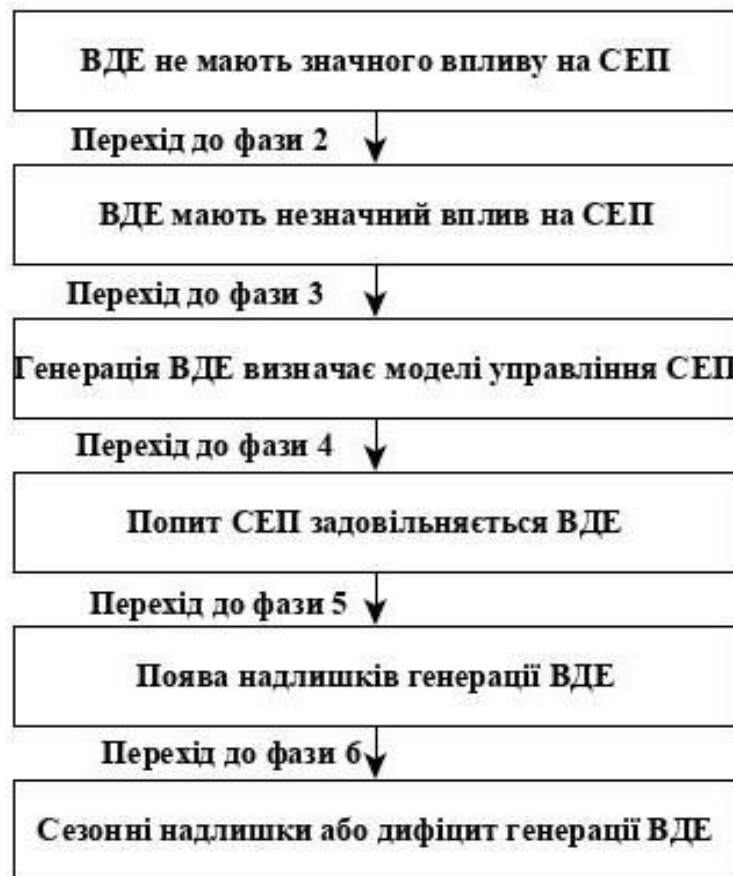 ВДЕ не мають значного впливу на СЕП
Перехід до фази 2
ВДЕ мають незначний вплив на СЕП
Перехід до фази 3
Генерація ВДЕ визначає моделі управління СЕП
Перехід до фази 4
Попит СЕП задовільняється ВДЕ
Перехід до фази 5
Поява надлишків генерації ВДЕ
Перехід до фази 6
Сезонні надлишки або дифіцит генерації ВДЕ